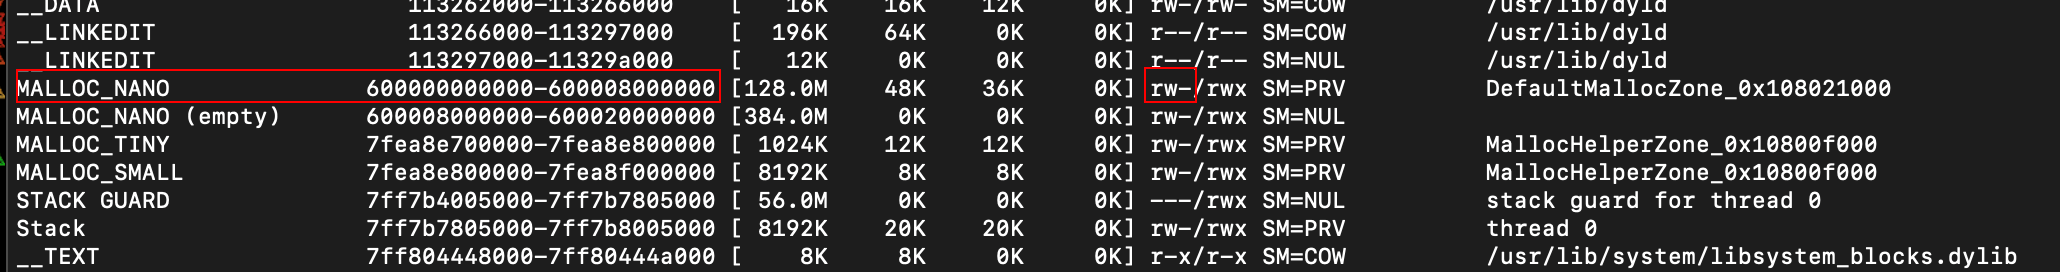 __DATA 113262000-113266000 [ 16K 16K 12K 0K] rw-/rw- SM=COW /usr/lib/dyld
__LINKEDIT 113266000-113297000 [ 196K 64K 0K 0K] r--/r-- SM=COW /usr/lib/dyld
__LINKEDIT 113297000-11329a000 [ 12K 0K 0K 0K] r--/r-- SM=NUL /usr/lib/dyld
MALLOC_NANO 600000000000-600008000000 [128.0M 48K 36K 0K] rw-/rwx SM=PRV DefaultMallocZone_0x108021000
MALLOC_NANO (empty) 600008000000-600020000000 [384.0M 0K 0K 0K] rw-/rwx SM=NUL
MALLOC_TINY 7fea8e700000-7fea8e800000 [ 1024K 12K 12K 0K] rw-/rwx SM=PRV MallocHelperZone_0x10800f000
MALLOC_SMALL 7fea8e800000-7fea8f000000 [ 8192K 8K 8K 0K] rw-/rwx SM=PRV MallocHelperZone_0x10800f000
STACK GUARD 7ff7b4005000-7ff7b7805000 [ 56.0M 0K 0K 0K] ---/rwx SM=NUL stack guard for thread 0
Stack 7ff7b7805000-7ff7b8005000 [ 8192K 20K 20K 0K] rw-/rwx SM=PRV thread 0
__TEXT 7ff804448000-7ff80444a000 [ 8K 8K 0K 0K] r-x/r-x SM=COW /usr/lib/system/libsystem_blocks.dylib